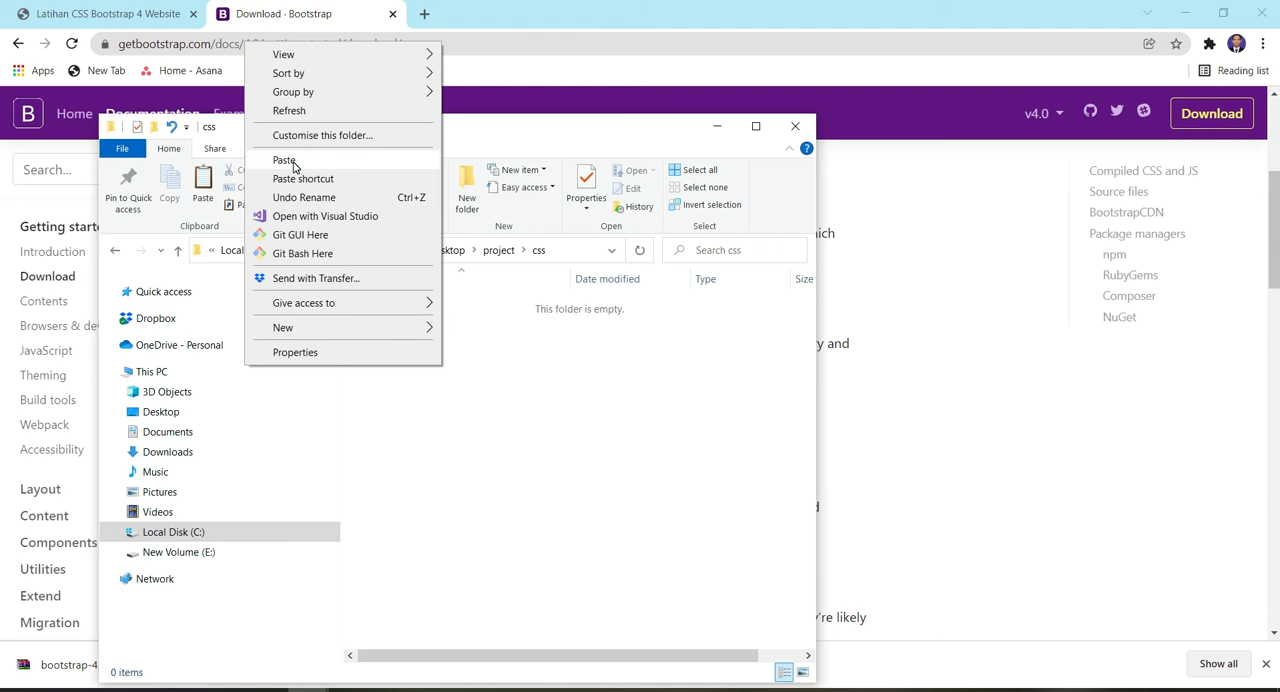 Latihan CSS Bootstrap 4 Website
Download - Bootstrap
getbootstrap.com/docs/
Apps
New Tab
Home - Asana
Reading list
B
Home
Documentation
v4.0
Download
Search...
Getting start
Introduction
Download
Contents
Browsers & de
JavaScript
Theming
Build tools
Webpack
Accessibility
Layout
Content
Components
Utilities
Extend
Migration
css
File
Home
Share
Pin to Quick
access
Copy
Paste
Clipboard
New
folder
New item
Easy access
New
Properties
Open
Edit
History
Open
Select all
Select none
Invert selection
Select
Local
sktop
project
css
Search css
Date modified
Type
Size
This folder is empty.
Quick access
Dropbox
OneDrive - Personal
This PC
3D Objects
Desktop
Documents
Downloads
Music
Pictures
Videos
Local Disk (C:)
New Volume (E:)
Network
0 items
View
Sort by
Group by
Refresh
Customise this folder...
Paste
Paste shortcut
Undo Rename
Ctrl+Z
Open with Visual Studio
Git GUI Here
Git Bash Here
Send with Transfer...
Give access to
New
Properties
hich
ry and
d
're likely
Compiled CSS and JS
Source files
BootstrapCDN
Package managers
npm
RubyGems
Composer
NuGet
bootstrap-4
Show all